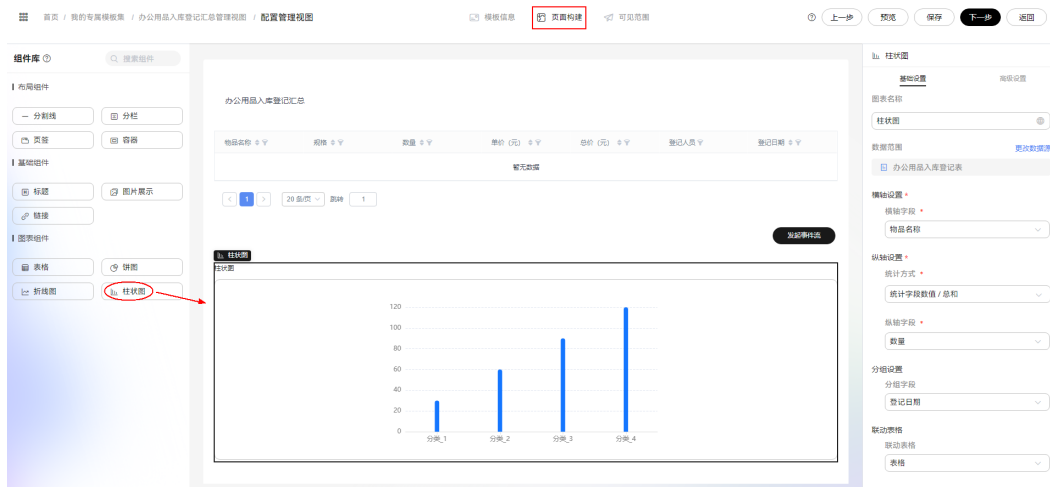 首页 / 我的专属模板集 / 办公用品入库登记汇总管理视图 / 配置管理视图
模板信息 页面构建 可见范围
上一步 预览 保存 下一步 返回
组件库 搜索组件
布局组件
分割线 分栏
页签 容器
基础组件
标题 图片展示
链接
图表组件
表格 饼图
折线图 柱状图
办公用品入库登记汇总
物品名称 规格 数量 单价（元） 总价（元） 登记人员 登记日期
暂无数据
1 20 条/页 跳转 1
发起事件流
柱状图
柱状图
120
100
80
60
40
20
0
分类_1 分类_2 分类_3 分类_4
柱状图
基础设置 高级设置
图表名称
柱状图
数据范围 更改数据源
办公用品入库登记表
横轴设置 *
横轴字段 *
物品名称
纵轴设置 *
统计方式 *
统计字段数值 / 总和
纵轴字段 *
数量
分组设置
分组字段
登记日期
联动表格
联动表格
表格